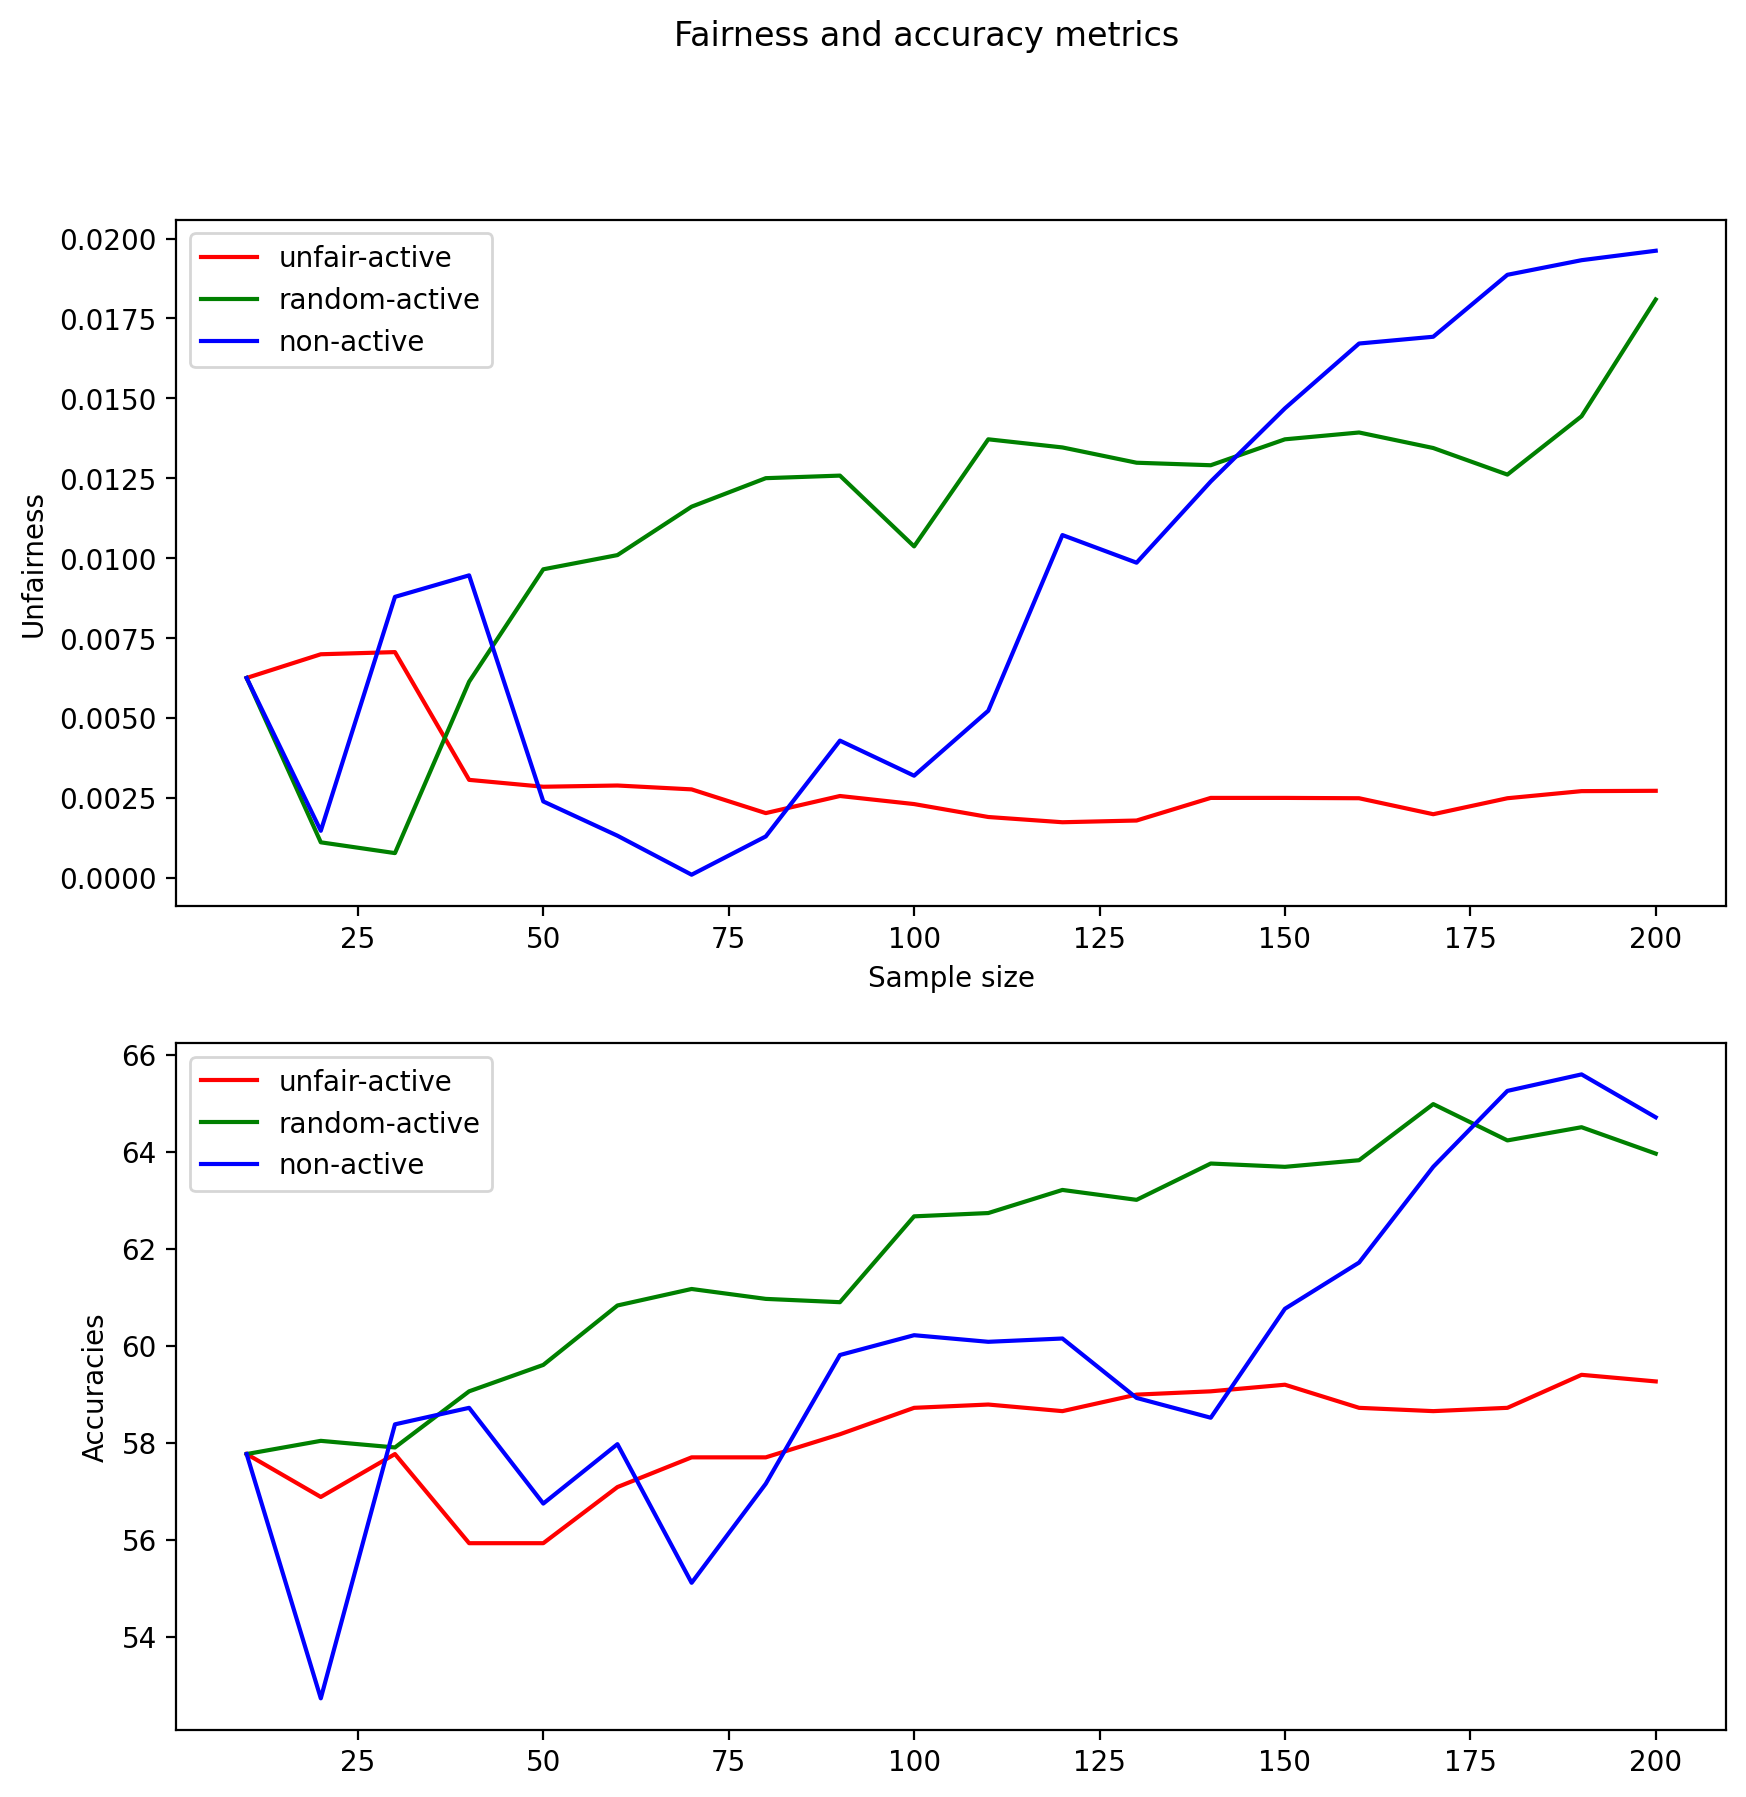 Fairness and accuracy metrics
0.0200
0.0175
0.0150
0.0125
0.0100
0.0075
0.0050
0.0025
0.0000
Unfairness
unfair-active
random-active
non-active
25 50 75 100 125 150 175 200
Sample size
66
64
62
60
58
56
54
Accuracies
unfair-active
random-active
non-active
25 50 75 100 125 150 175 200